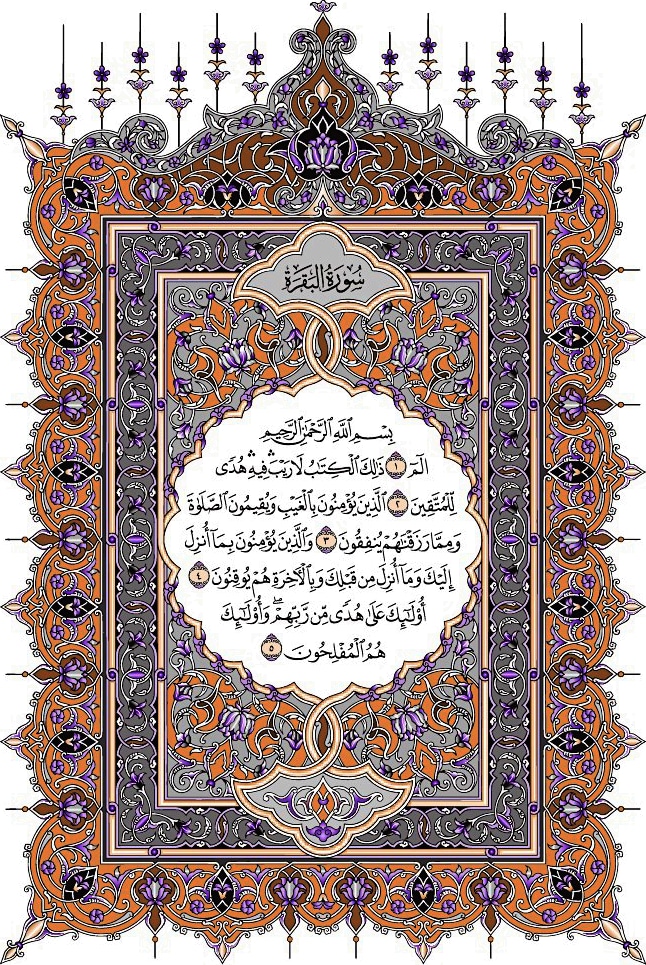 سُورَةُ البَقَرَةِ
بِسۡمِ ٱللَّهِ ٱلرَّحۡمَٰنِ ٱلرَّحِيمِ
الٓمٓ ١ ذَٰلِكَ ٱلۡكِتَٰبُ لَا رَيۡبَۛ فِيهِۛ هُدٗى
لِّلۡمُتَّقِينَ ٢ ٱلَّذِينَ يُؤۡمِنُونَ بِٱلۡغَيۡبِ وَيُقِيمُونَ ٱلصَّلَوٰةَ
وَمِمَّا رَزَقۡنَٰهُمۡ يُنفِقُونَ ٣ وَٱلَّذِينَ يُؤۡمِنُونَ بِمَآ أُنزِلَ
إِلَيۡكَ وَمَآ أُنزِلَ مِن قَبۡلِكَ وَبِٱلۡأٓخِرَةِ هُمۡ يُوقِنُونَ ٤
أُوْلَٰٓئِكَ عَلَىٰ هُدٗى مِّن رَّبِّهِمۡۖ وَأُوْلَٰٓئِكَ
هُمُ ٱلۡمُفۡلِحُونَ ٥